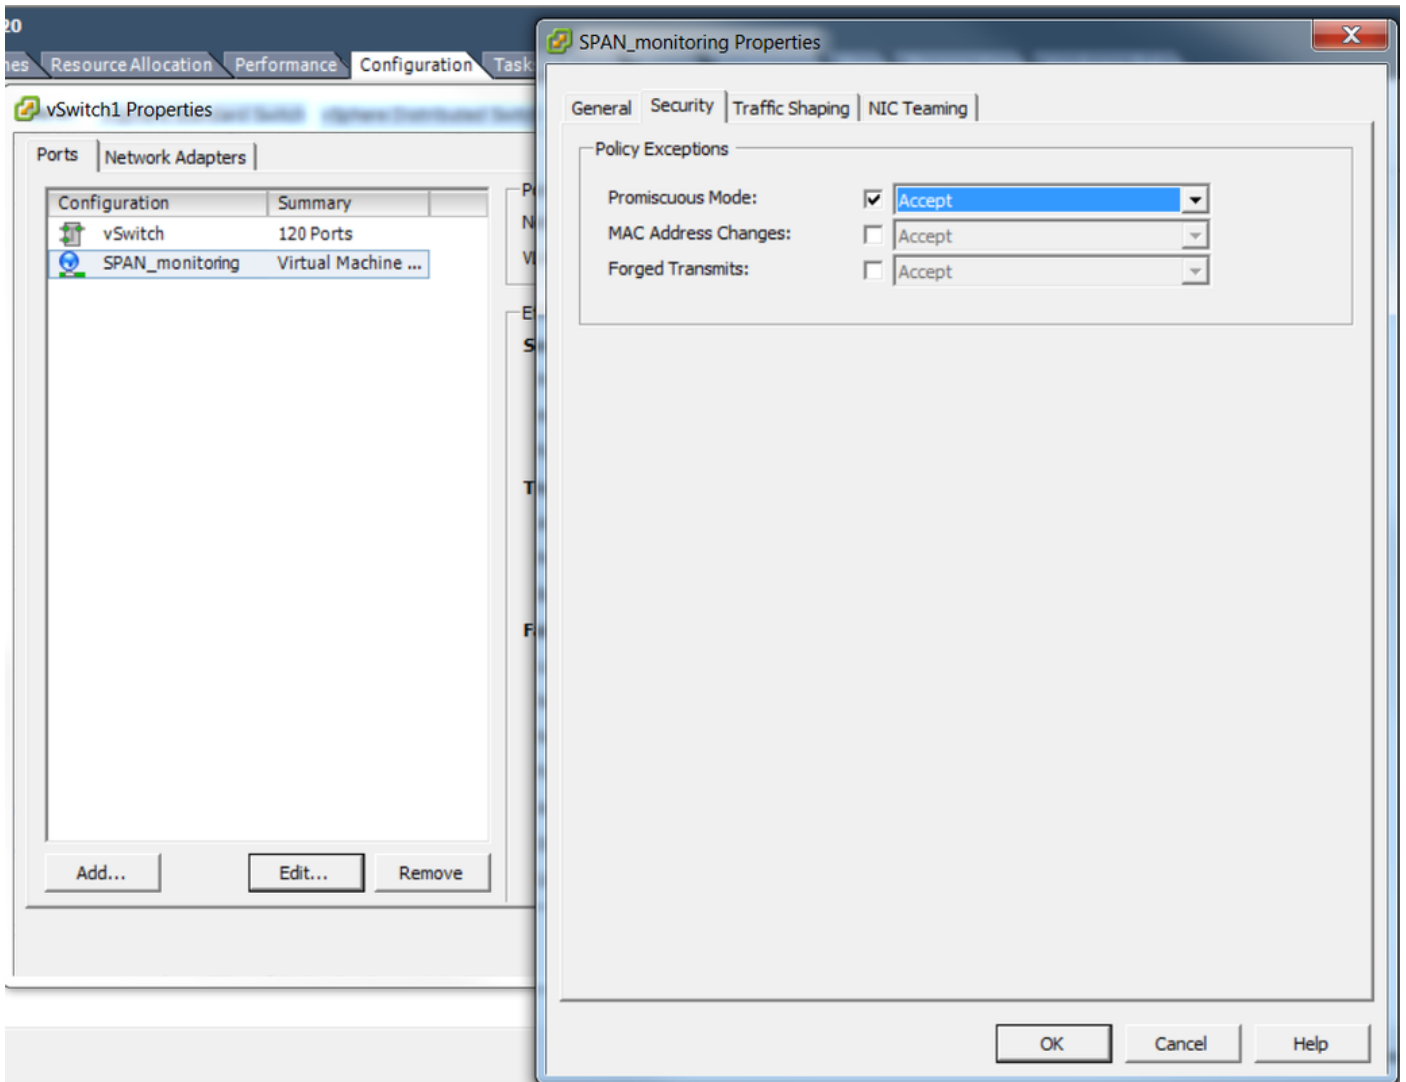 20
nes Resource Allocation Performance Configuration Task
vSwitch1 Properties
Ports Network Adapters
Configuration Summary
vSwitch 120 Ports
SPAN_monitoring Virtual Machine ...
Add... Edit... Remove
SPAN_monitoring Properties
General Security Traffic Shaping NIC Teaming
Policy Exceptions
Promiscuous Mode: Accept
MAC Address Changes: Accept
Forged Transmits: Accept
OK Cancel Help